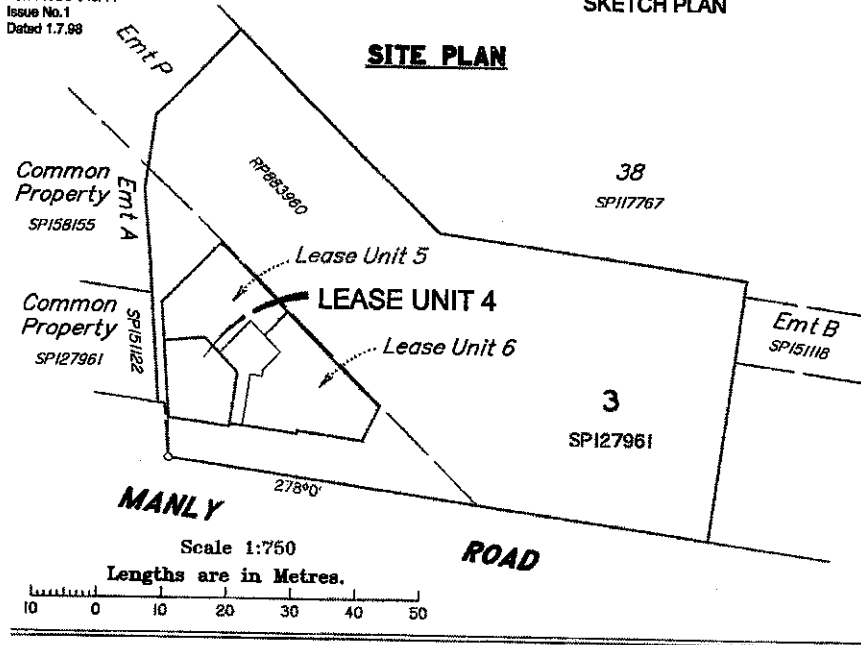 Issue No.1
Dated 1.7.98
SKETCH PLAN
SITE PLAN
Emt P
RP883960
38
SP117767
Common
Property
SP158155
Emt A
Lease Unit 5
LEASE UNIT 4
Lease Unit 6
Common
Property
SP127961
SP151122
Emt B
SP151118
3
SP127961
278°0'
MANLY
ROAD
Scale 1:750
Lengths are in Metres.
10 0 10 20 30 40 50